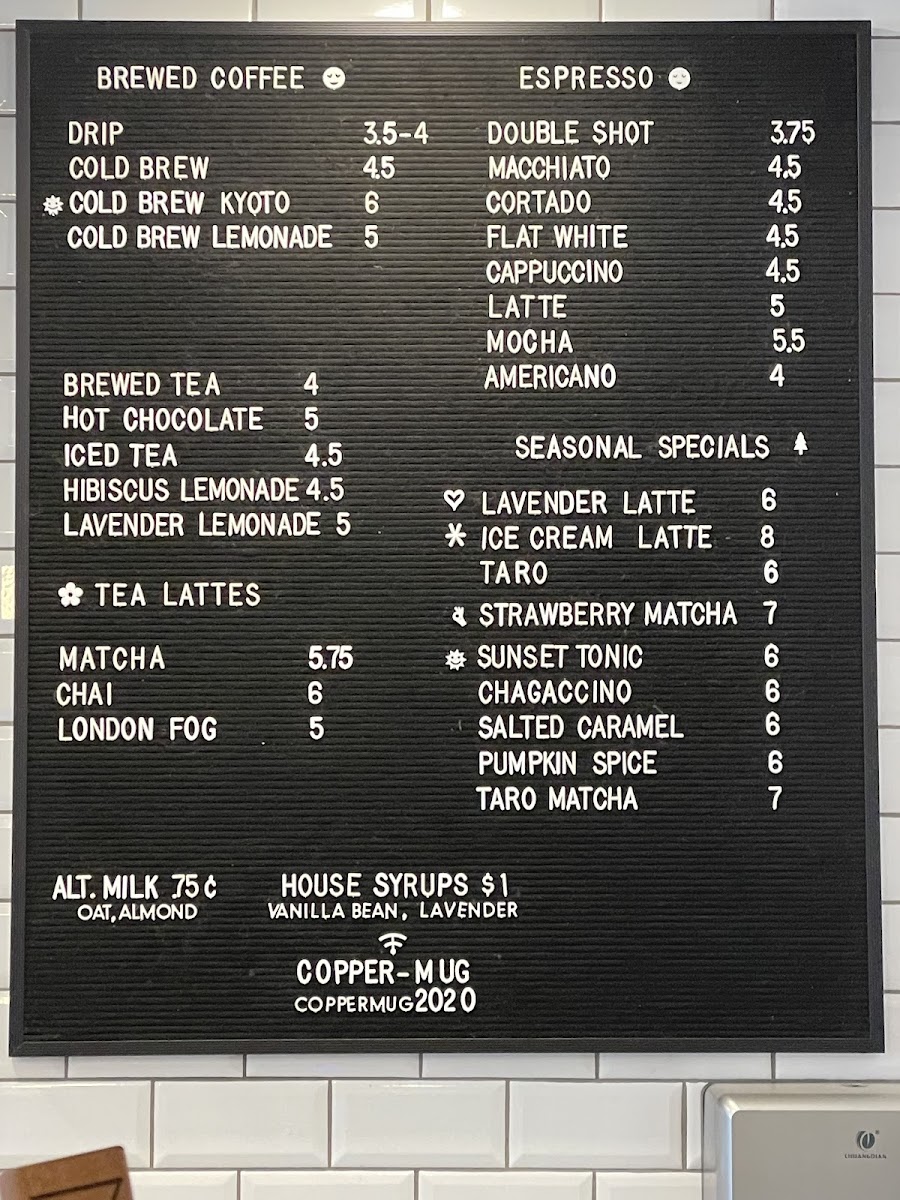 BREWED COFFEE
DRIP 3.5-4
COLD BREW 4.5
COLD BREW KYOTO 6
COLD BREW LEMONADE 5
BREWED TEA 4
HOT CHOCOLATE 5
ICED TEA 4.5
HIBISCUS LEMONADE 4.5
LAVENDER LEMONADE 5
TEA LATTES
MATCHA 5.75
CHAI 6
LONDON FOG 5
ESPRESSO
DOUBLE SHOT 3.75
MACCHIATO 4.5
CORTADO 4.5
FLAT WHITE 4.5
CAPPUCCINO 4.5
LATTE 5
MOCHA 5.5
AMERICANO 4
SEASONAL SPECIALS
LAVENDER LATTE 6
ICE CREAM LATTE 8
TARO 6
STRAWBERRY MATCHA 7
SUNSET TONIC 6
CHAGACCINO 6
SALTED CARAMEL 6
PUMPKIN SPICE 6
TARO MATCHA 7
ALT. MILK .75¢
OAT, ALMOND
HOUSE SYRUPS $1
VANILLA BEAN, LAVENDER
COPPER-MUG
COPPERMUG2020